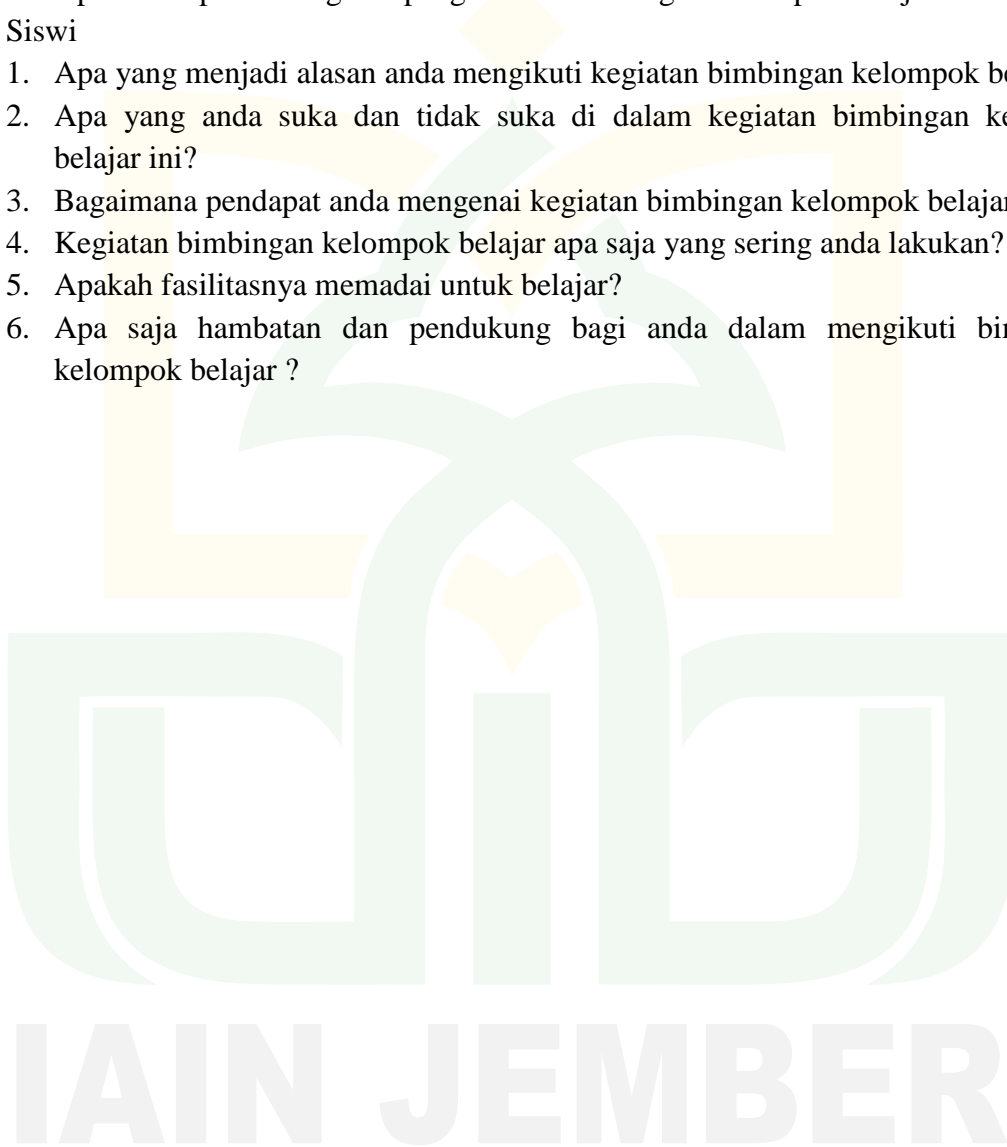 Siswi
1. Apa yang menjadi alasan anda mengikuti kegiatan bimbingan kelompok
2. Apa yang anda suka dan tidak suka di dalam kegiatan bimbingan
belajar ini?
3. Bagaimana pendapat anda mengenai kegiatan bimbingan kelompok belajar
4. Kegiatan bimbingan kelompok belajar apa saja yang sering anda lakukan?
5. Apakah fasilitasnya memadai untuk belajar?
6. Apa saja hambatan dan pendukung bagi anda dalam mengikuti
kelompok belajar ?
IAIN JEMBER